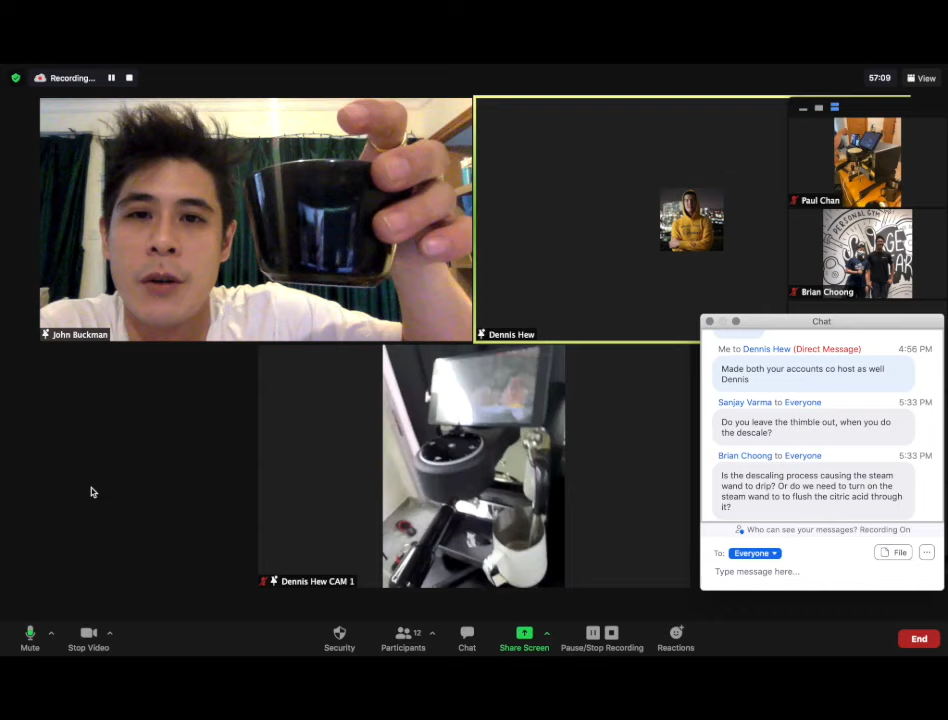 Recording...
57:09
View
John Buckman
Dennis Hew
Paul Chan
PERSONAL GYM
Brian Choong
Dennis Hew CAM 1
Chat
Me to Dennis Hew (Direct Message) 4:56 PM
Made both your accounts co host as well
Dennis
Sanjay Varma to Everyone 5:33 PM
Do you leave the thimble out, when you do
the descale?
Brian Choong to Everyone 5:33 PM
Is the descaling process causing the steam
wand to drip? Or do we need to turn on the
steam wand to to flush the citric acid through
it?
Who can see your messages? Recording On
To: Everyone
File
Type message here...
Mute
Stop Video
Security
Participants 12
Chat
Share Screen
Pause/Stop Recording
Reactions
End